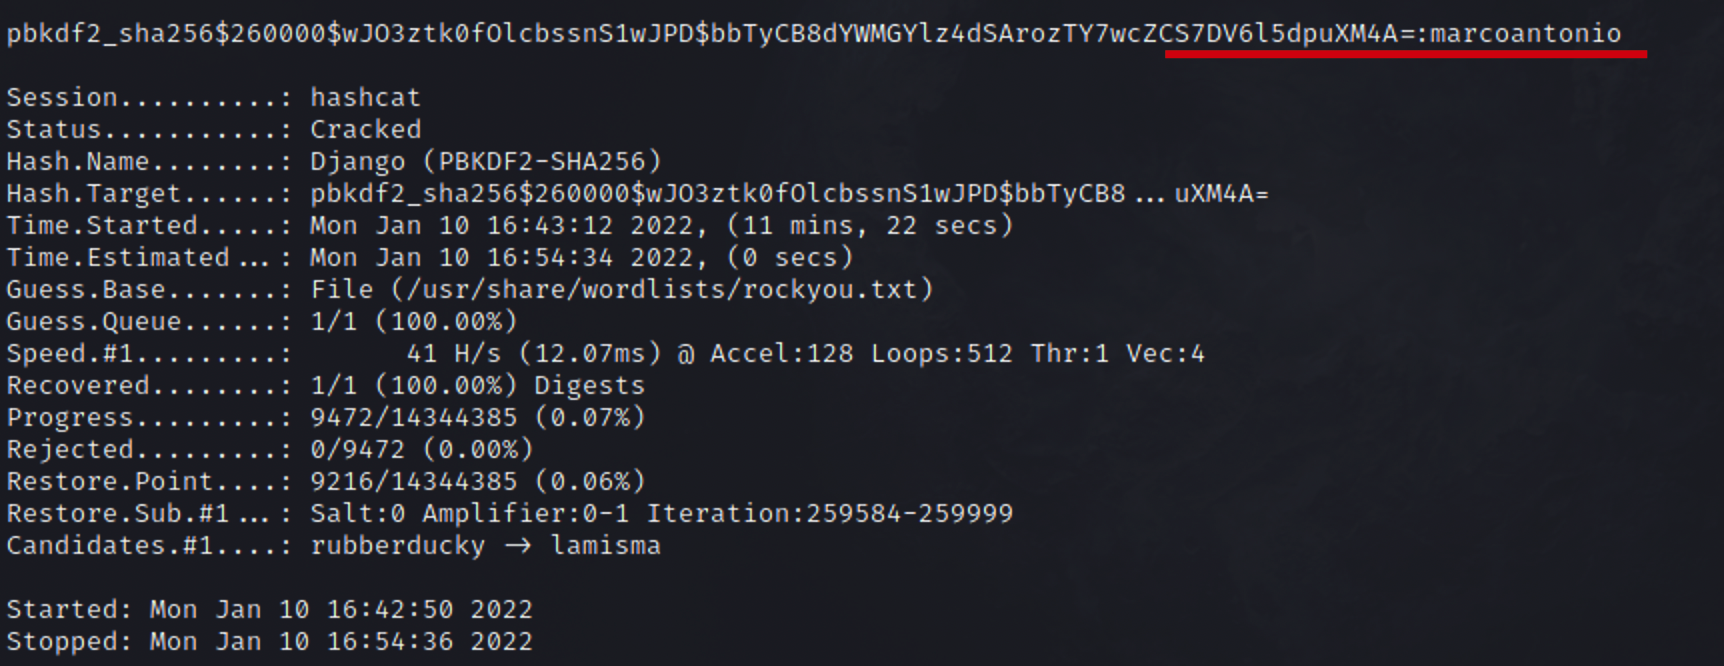 pbkdf2_sha256$260000$wJO3ztk0fOlcbssnS1wJPD$bbTyCB8dYWMGYlz4dSArozTY7wcZCS7DV6l5dpuXM4A=:marcoantonio
Session..........: hashcat
Status...........: Cracked
Hash.Name........: Django (PBKDF2-SHA256)
Hash.Target......: pbkdf2_sha256$260000$wJO3ztk0fOlcbssnS1wJPD$bbTyCB8...uXM4A=
Time.Started.....: Mon Jan 10 16:43:12 2022, (11 mins, 22 secs)
Time.Estimated...: Mon Jan 10 16:54:34 2022, (0 secs)
Guess.Base.......: File (/usr/share/wordlists/rockyou.txt)
Guess.Queue......: 1/1 (100.00%)
Speed.#1.........:       41 H/s (12.07ms) @ Accel:128 Loops:512 Thr:1 Vec:4
Recovered........: 1/1 (100.00%) Digests
Progress.........: 9472/14344385 (0.07%)
Rejected.........: 0/9472 (0.00%)
Restore.Point....: 9216/14344385 (0.06%)
Restore.Sub.#1...: Salt:0 Amplifier:0-1 Iteration:259584-259999
Candidates.#1....: rubberducky -> lamisma
Started: Mon Jan 10 16:42:50 2022
Stopped: Mon Jan 10 16:54:36 2022